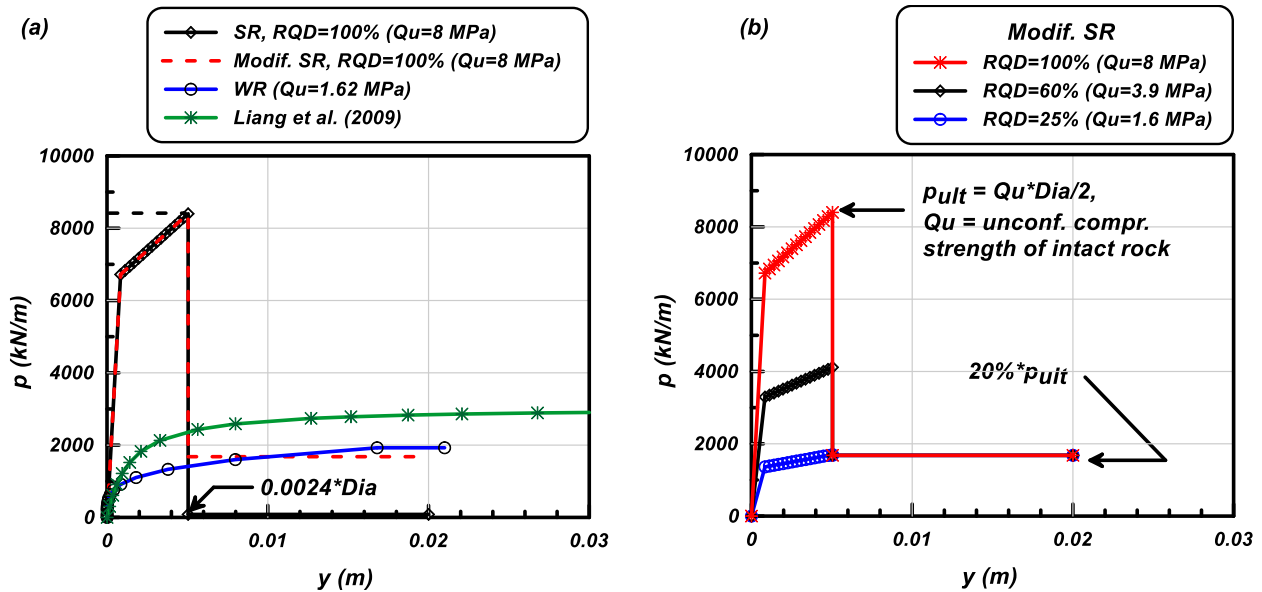 (a)
SR, RQD=100% (Qu=8 MPa)
Modif. SR, RQD=100% (Qu=8 MPa)
WR (Qu=1.62 MPa)
Liang et al. (2009)
10000
8000
6000
4000
2000
0
p (kN/m)
0.0024*Dia
0
0.01
0.02
0.03
y (m)
(b)
Modif. SR
RQD=100% (Qu=8 MPa)
RQD=60% (Qu=3.9 MPa)
RQD=25% (Qu=1.6 MPa)
10000
8000
6000
4000
2000
0
p (kN/m)
pult = Qu*Dia/2,
Qu = unconf. compr.
strength of intact rock
20%*pult
0
0.01
0.02
0.03
y (m)